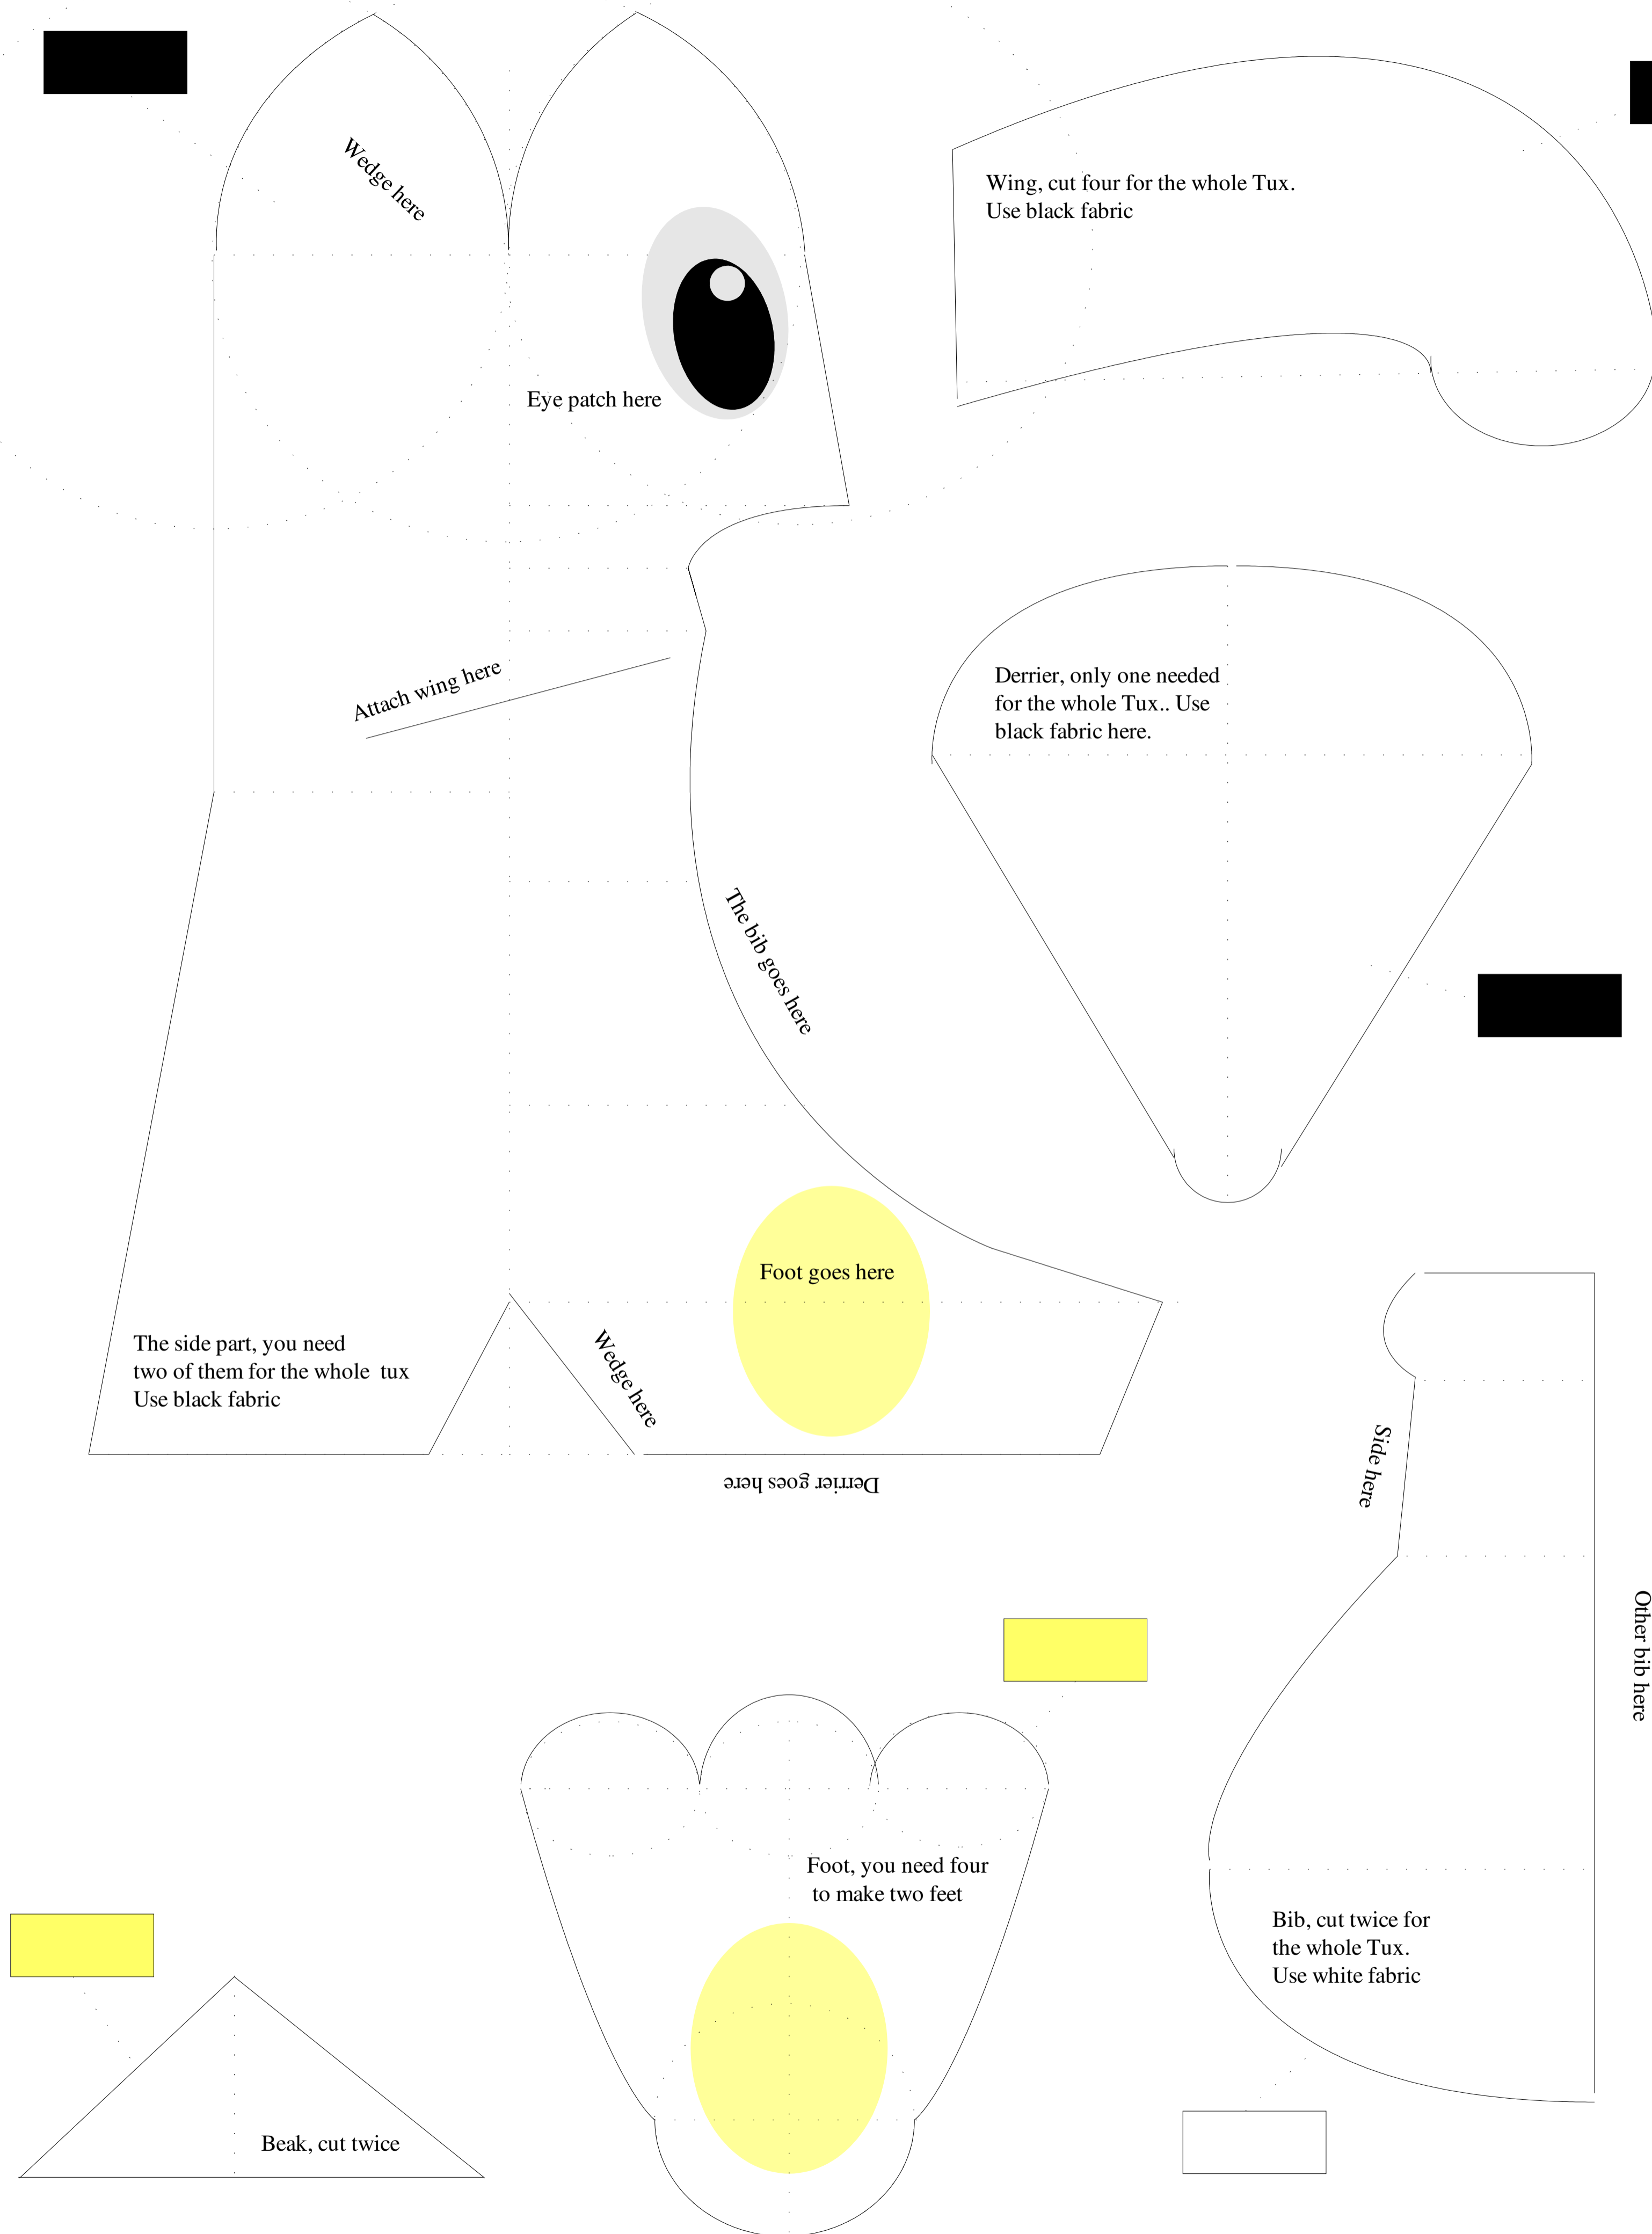 Wedge here
Wing, cut four for the whole Tux.
Use black fabric
Eye patch here
Attach wing here
Derrier, only one needed
for the whole Tux.. Use
black fabric here.
The bib goes here
Foot goes here
The side part, you need
two of them for the whole tux
Use black fabric
Wedge here
Derrier goes here
Side here
Other bib here
Foot, you need four
to make two feet
Bib, cut twice for
the whole Tux.
Use white fabric
Beak, cut twice